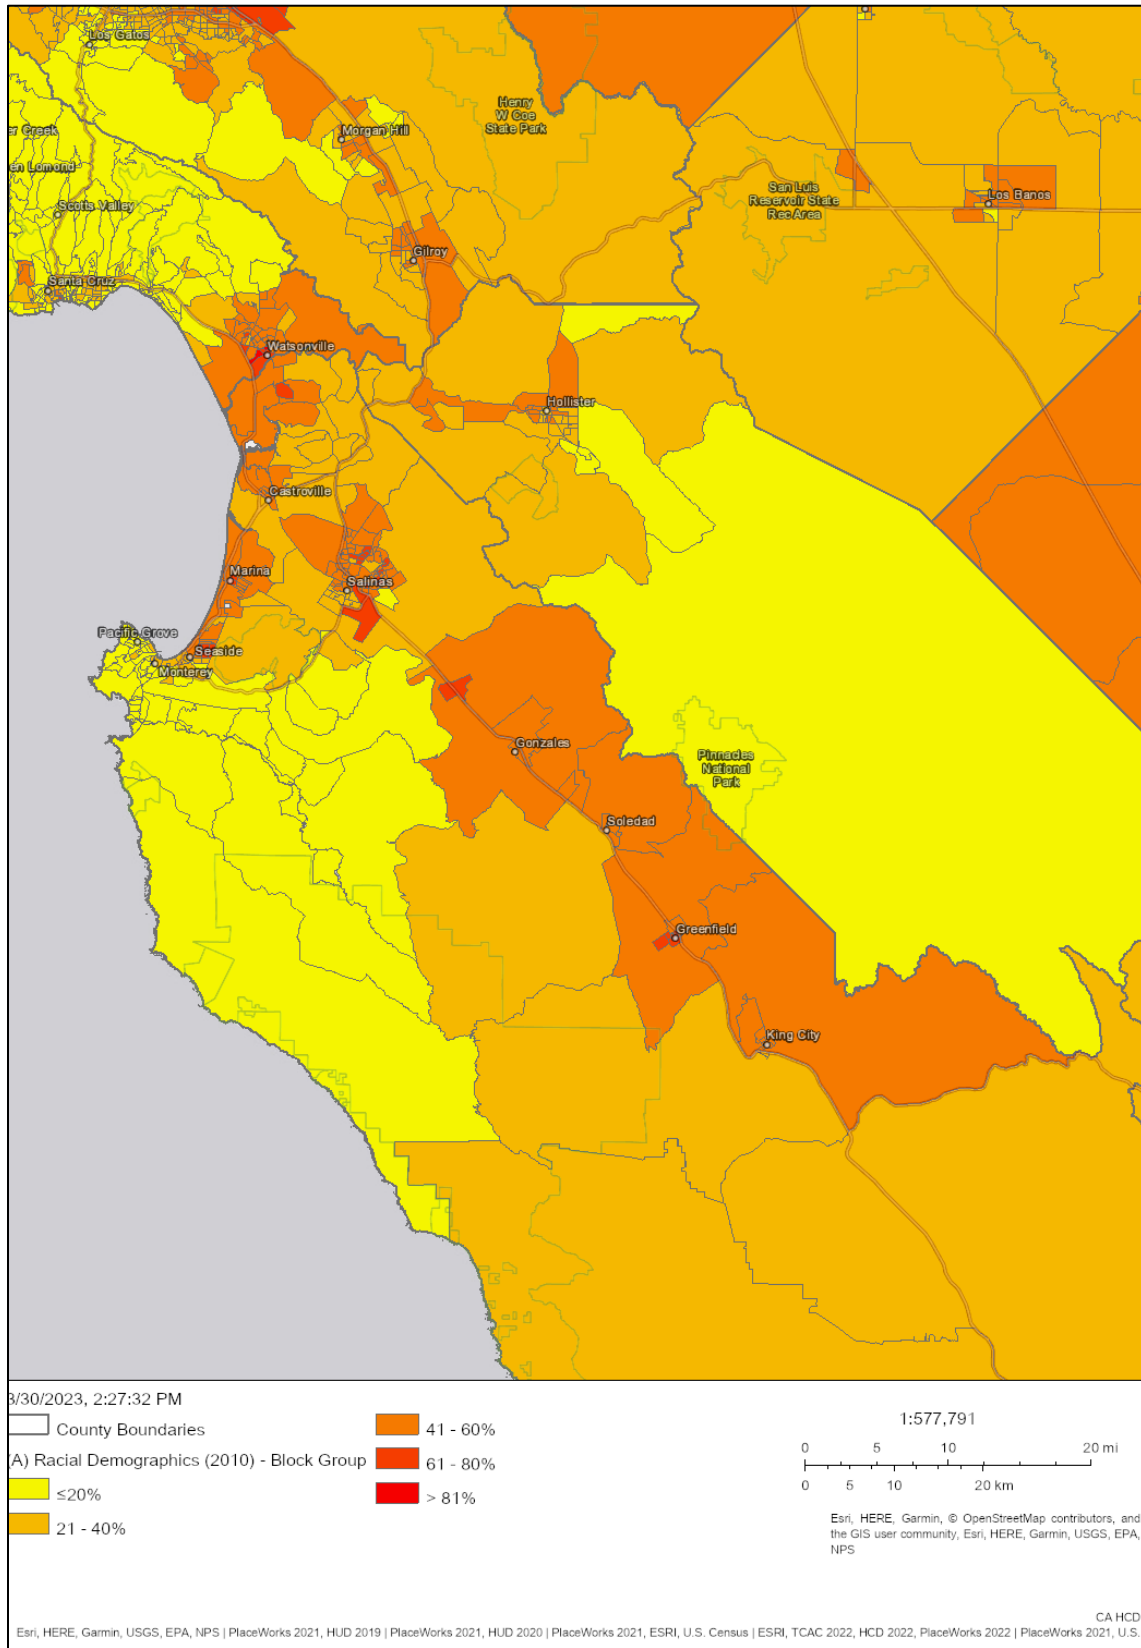 Los Gatos
Henry
W Coe
State Park
Morgan Hill
er Creek
en Lomond
San Luis
Reservoir State
Rec Area
Los Banos
Scotts Valley
Gilroy
Santa Cruz
Watsonville
Hollister
Castroville
Marina
Salinas
Pacific Grove
Seaside
Monterey
Gonzales
Pinnacles
National
Park
Soledad
Greenfield
King City
3/30/2023, 2:27:32 PM
County Boundaries
(A) Racial Demographics (2010) - Block Group
≤20%
21 - 40%
41 - 60%
61 - 80%
> 81%
1:577,791
0 5 10 20 mi
0 5 10 20 km
Esri, HERE, Garmin, © OpenStreetMap contributors, and
the GIS user community, Esri, HERE, Garmin, USGS, EPA,
NPS
CA HCD
Esri, HERE, Garmin, USGS, EPA, NPS | PlaceWorks 2021, HUD 2019 | PlaceWorks 2021, HUD 2020 | PlaceWorks 2021, ESRI, U.S. Census | ESRI, TCAC 2022, HCD 2022, PlaceWorks 2022 | PlaceWorks 2021, U.S.